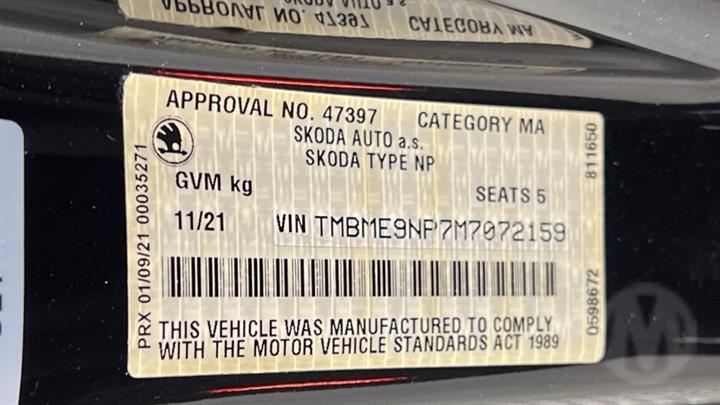 APPROVAL NO. 47397 CATEGORY MA
SKODA AUTO a.s.
SKODA TYPE NP
GVM kg SEATS 5
11/21 VIN TMBME9NP7M7072159
THIS VEHICLE WAS MANUFACTURED TO COMPLY
WITH THE MOTOR VEHICLE STANDARDS ACT 1989
PRX 01/09/21 00035271
811650
0598672